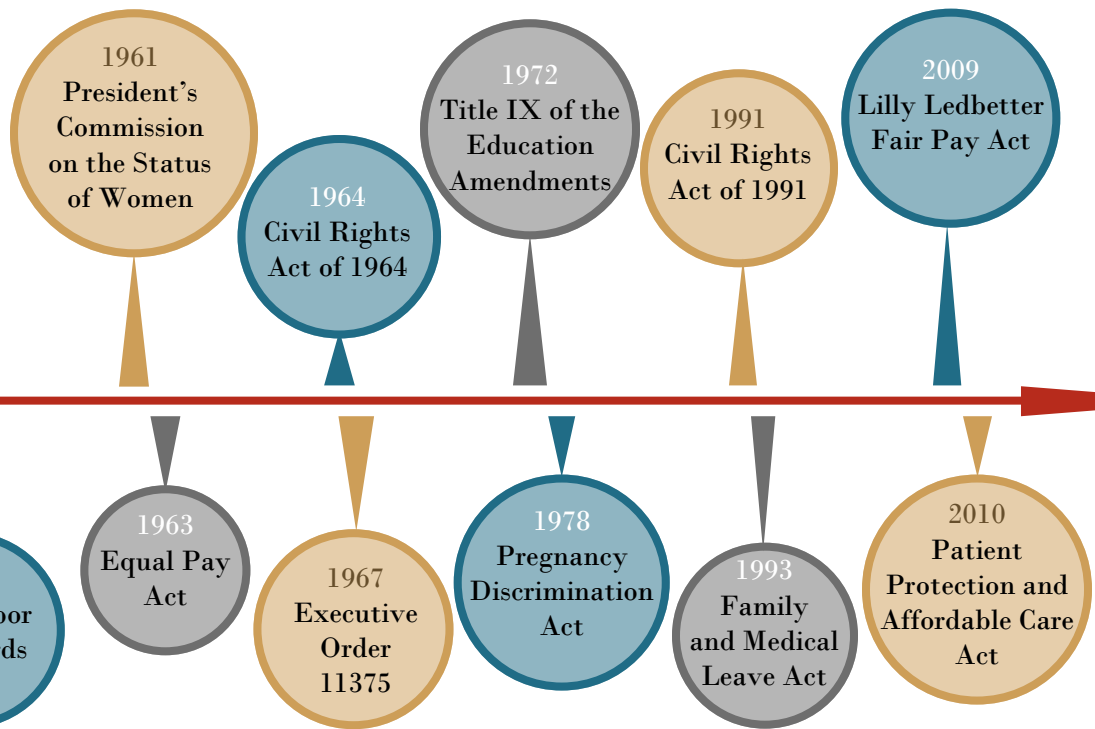 1961
President's
Commission
on the Status
of Women
1964
Civil Rights
Act of 1964
1972
Title IX of the
Education
Amendments
1991
Civil Rights
Act of 1991
2009
Lilly Ledbetter
Fair Pay Act
1963
Equal Pay
Act
1967
Executive
Order
11375
1978
Pregnancy
Discrimination
Act
1993
Family
and Medical
Leave Act
2010
Patient
Protection and
Affordable Care
Act